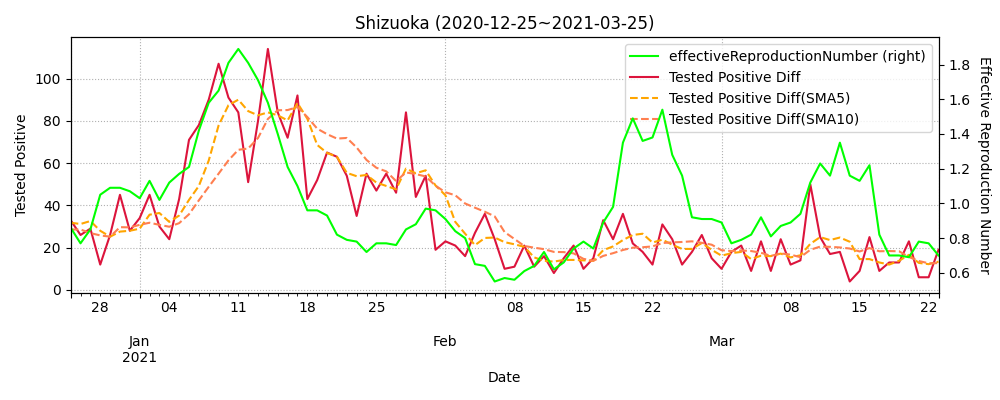 Shizuoka (2020-12-25~2021-03-25)
effectiveReproductionNumber (right)
Tested Positive Diff
Tested Positive Diff(SMA5)
Tested Positive Diff(SMA10)
Tested Positive
100
80
60
40
20
0
Effective Reproduction Number
1.8
1.6
1.4
1.2
1.0
0.8
0.6
28 04 11 18 25 08 15 22 08 15 22
Jan Feb Mar
2021
Date